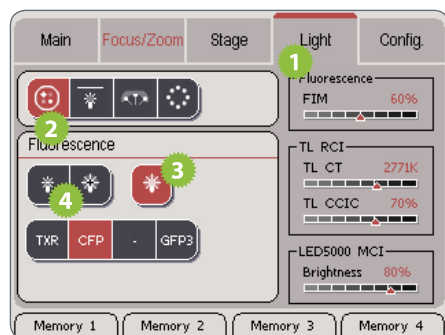 Main Focus/Zoom Stage Light Config.
1
Fluorescence
FIM 60%
2
Fluorescence
3
4
TXR CFP - GFP3
TL RCI
TL CT 2771K
TL CCIC 70%
LED5000 MCI
Brightness 80%
Memory 1 Memory 2 Memory 3 Memory 4